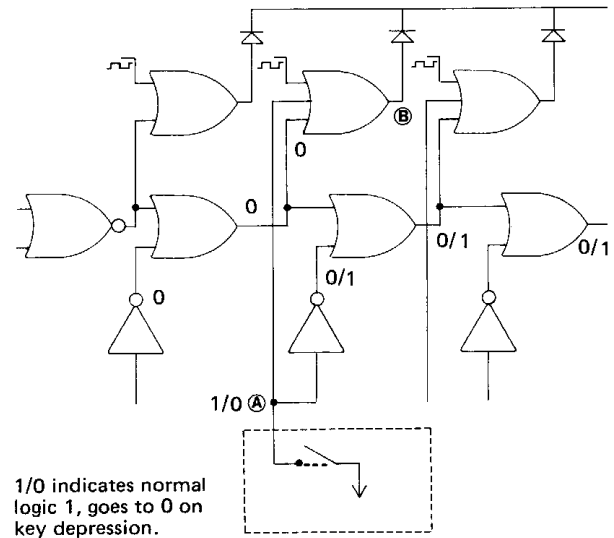 Ⓑ
0
0
0/1
0/1
0
0/1
1/0 Ⓐ
1/0 indicates normal
logic 1, goes to 0 on
key depression.